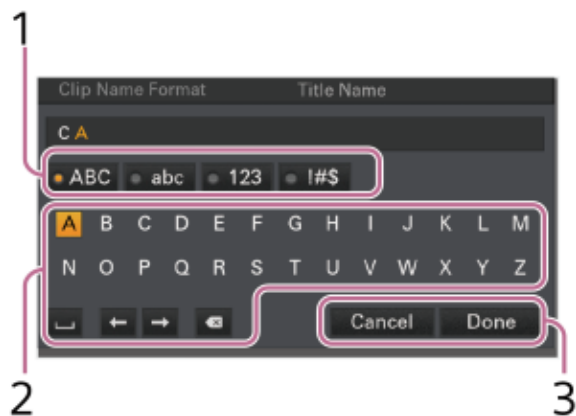 1
Clip Name Format Title Name
C A
ABC abc 123 !#$
A B C D E F G H I J K L M
N O P Q R S T U V W X Y Z
Cancel Done
2 3